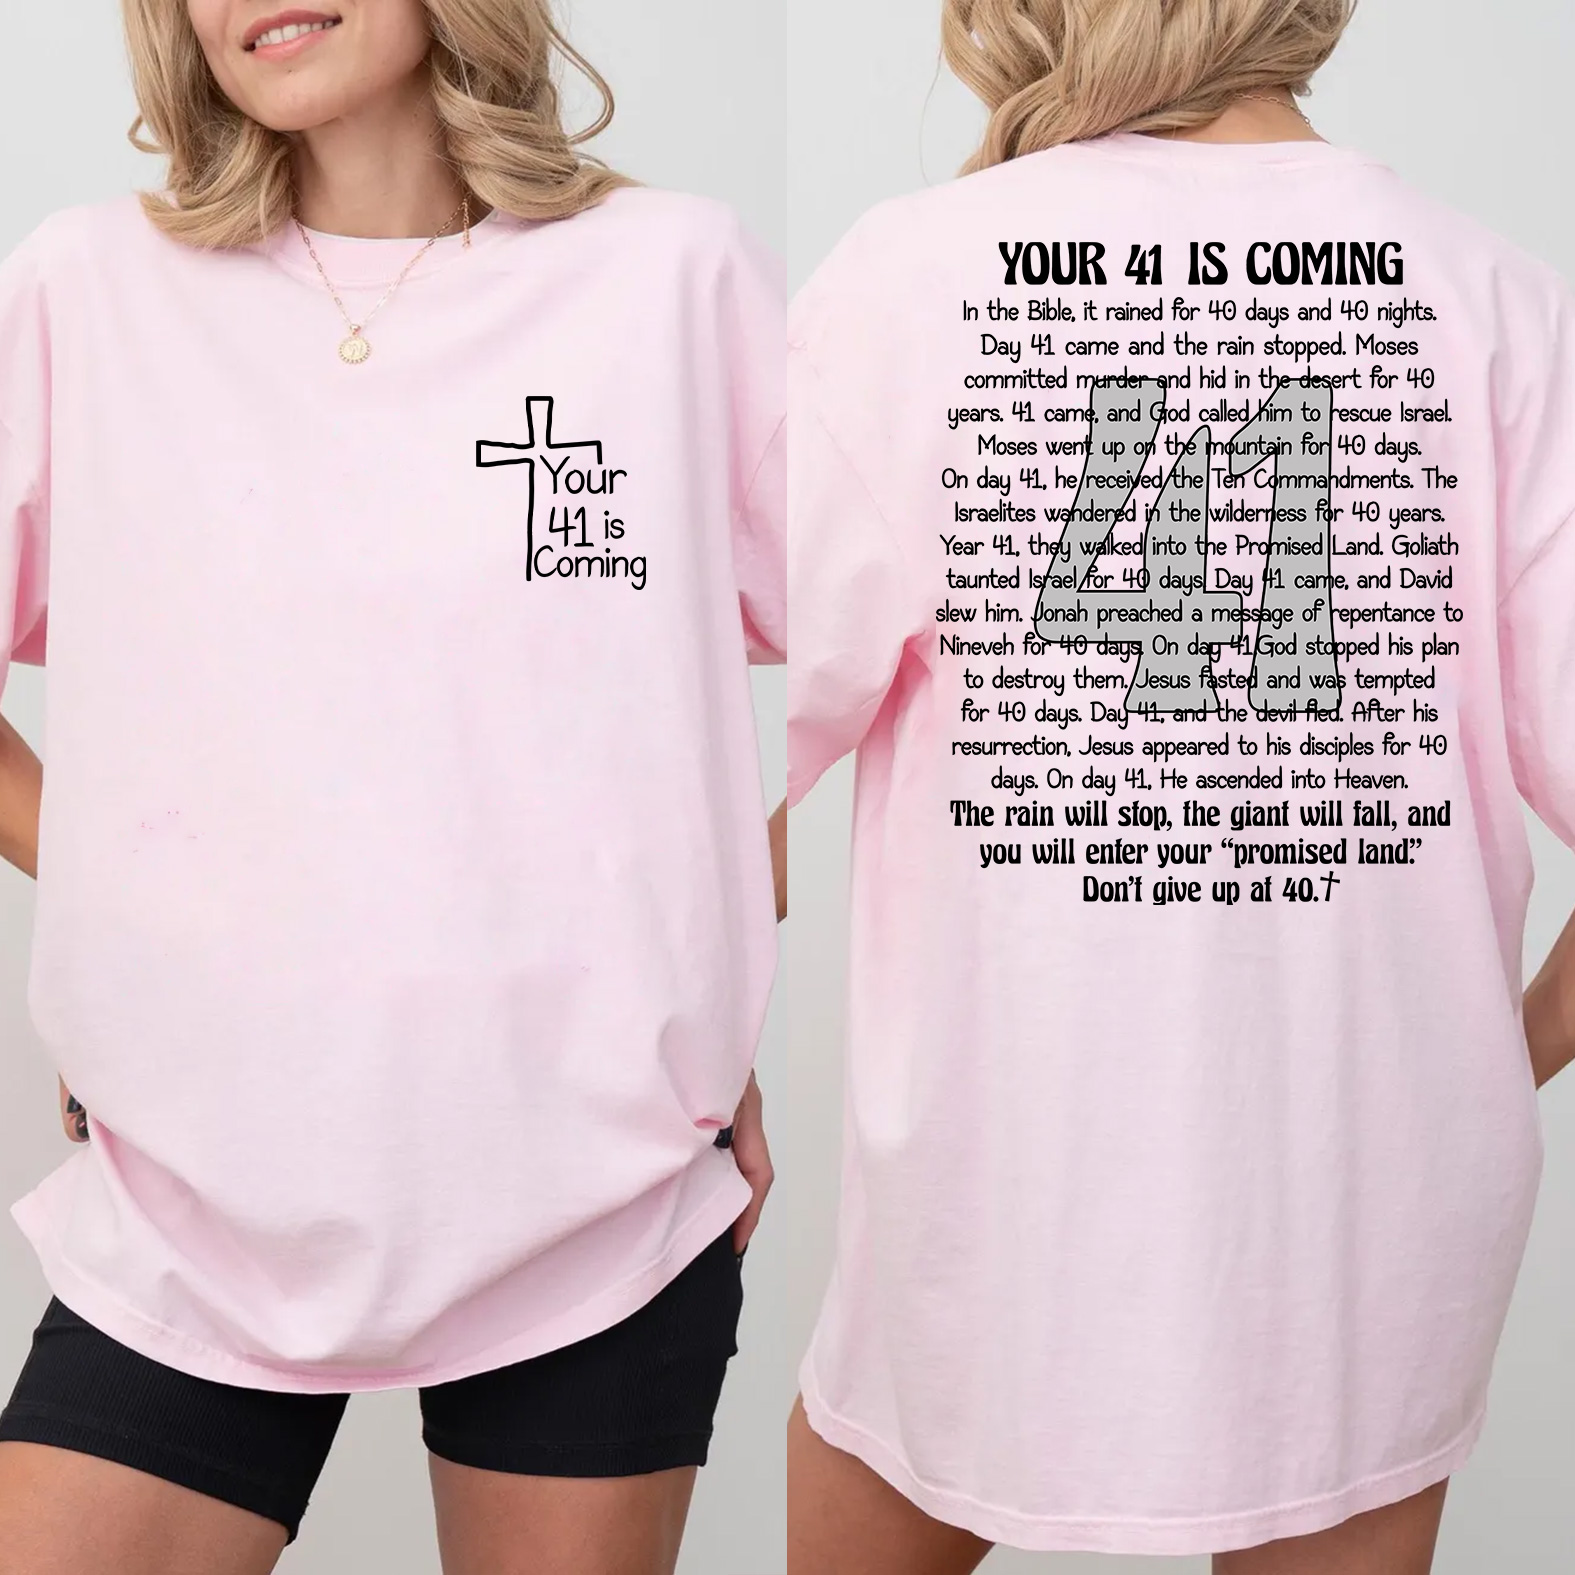 Your
41 is
Coming
YOUR 41 IS COMING
In the Bible, it rained for 40 days and 40 nights.
Day 41 came and the rain stopped. Moses
committed murder and hid in the desert for 40
years. 41 came, and God called him to rescue Israel.
Moses went up on the mountain for 40 days.
On day 41, he received the Ten Commandments. The
Israelites wandered in the wilderness for 40 years.
Year 41, they walked into the Promised Land. Goliath
taunted Israel for 40 days. Day 41 came, and David
slew him. Jonah preached a message of repentance to
Nineveh for 40 days. On day 41 God stopped his plan
to destroy them. Jesus fasted and was tempted
for 40 days. Day 41, and the devil fled. After his
resurrection, Jesus appeared to his disciples for 40
days. On day 41, He ascended into Heaven.
41
The rain will stop, the giant will fall, and
you will enter your “promised land.”
Don't give up at 40.